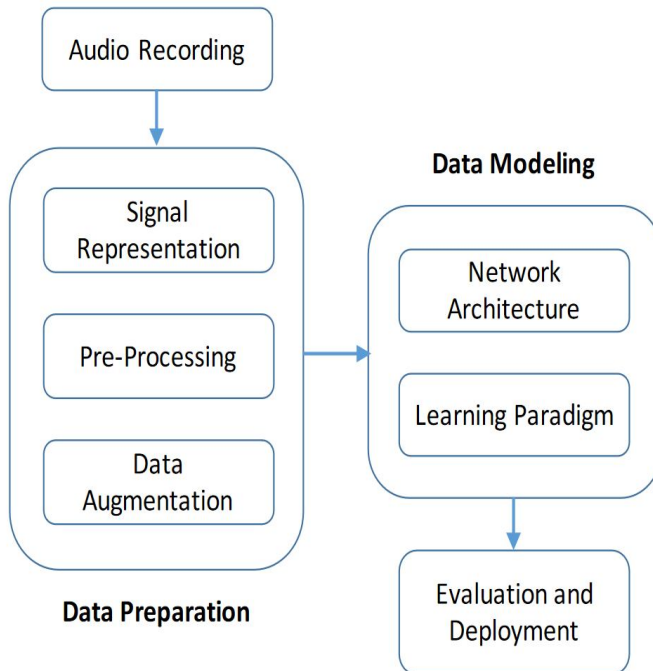 Audio Recording
Signal
Representation
Pre-Processing
Data
Augmentation
Data Preparation
Data Modeling
Network
Architecture
Learning Paradigm
Evaluation and
Deployment